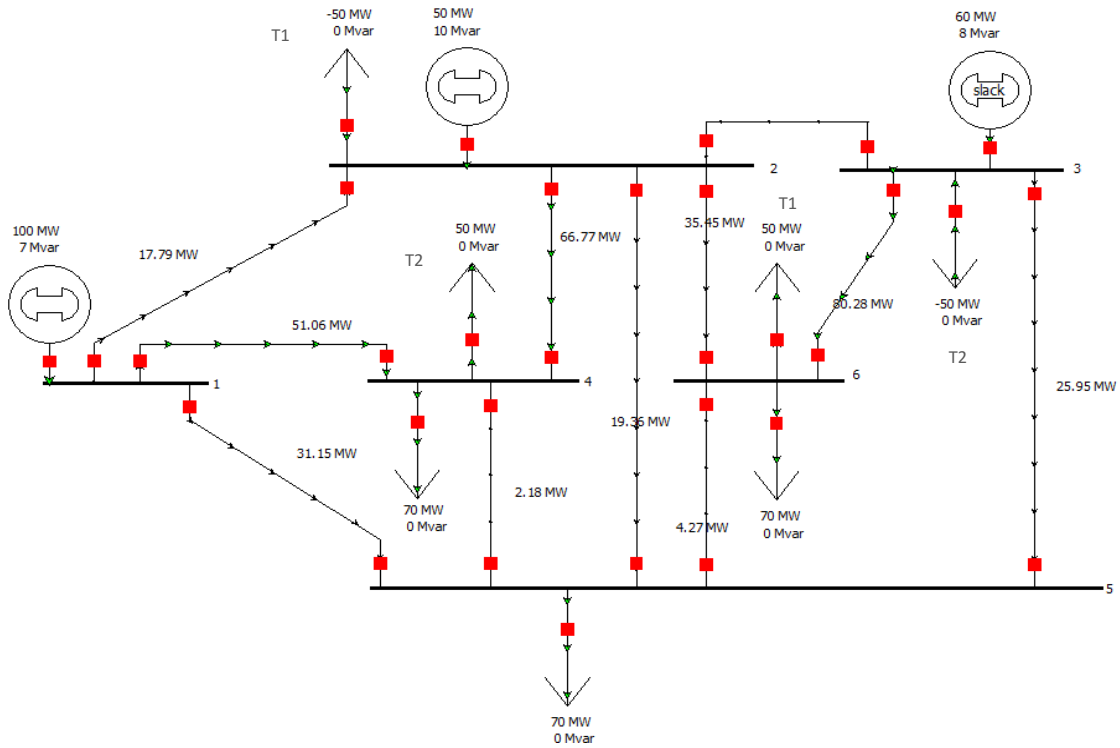 -50 MW
0 Mvar
T1
50 MW
10 Mvar
60 MW
8 Mvar
slack
2
3
T1
100 MW
7 Mvar
17.79 MW
50 MW
0 Mvar
T2
66.77 MW
35.45 MW
50 MW
0 Mvar
80.28 MW
-50 MW
0 Mvar
T2
51.06 MW
1
4
6
25.95 MW
31.15 MW
19.36 MW
2.18 MW
4.27 MW
70 MW
0 Mvar
70 MW
0 Mvar
5
70 MW
0 Mvar